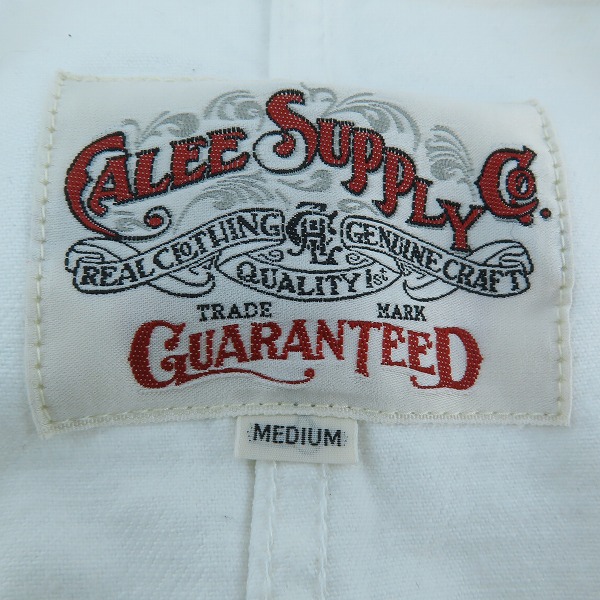 CALEE SUPPLY CO.
REAL CLOTHING GENUINE CRAFT
QUALITY 1st
TRADE MARK
GUARANTEED
MEDIUM